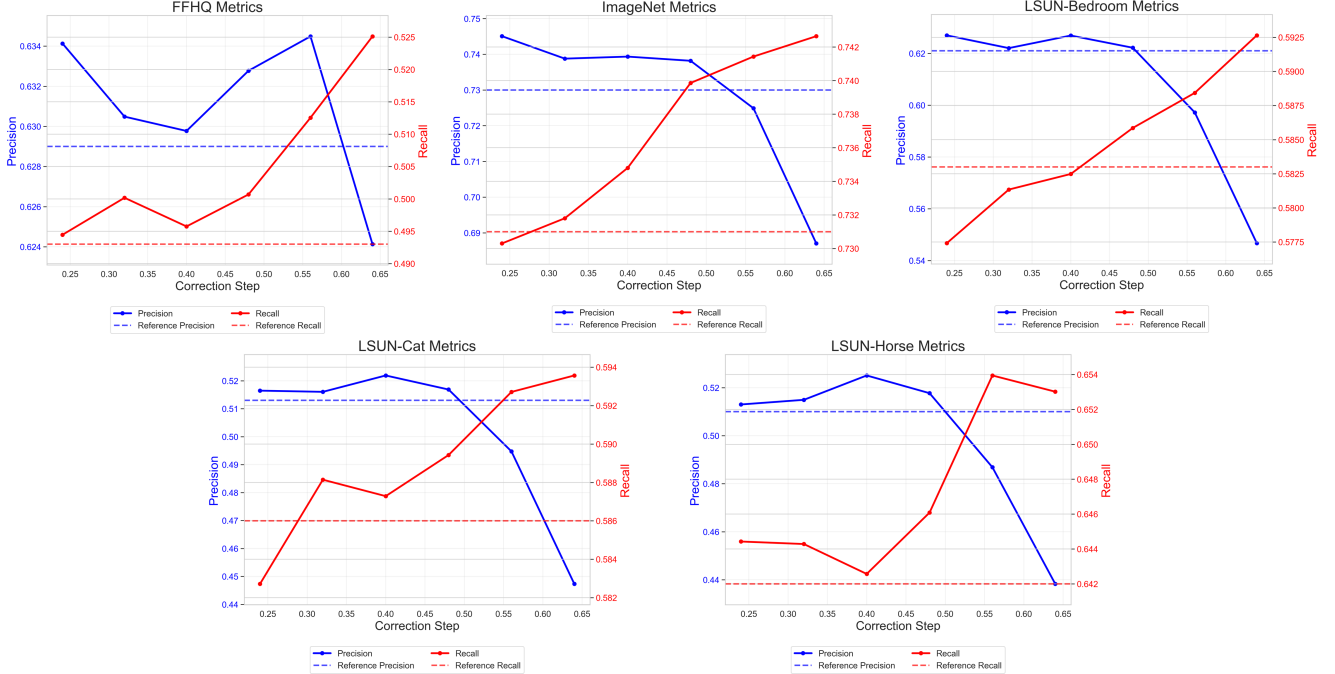 FFHQ Metrics
0.634
0.632
0.630
0.628
0.626
0.624
Precision
0.525
0.520
0.515
0.510
0.505
0.500
0.495
0.490
Recall
0.25 0.30 0.35 0.40 0.45 0.50 0.55 0.60 0.65
Correction Step
Precision Recall
Reference Precision Reference Recall
ImageNet Metrics
0.75
0.74
0.73
0.72
0.71
0.70
0.69
Precision
0.742
0.740
0.738
0.736
0.734
0.732
0.730
Recall
0.25 0.30 0.35 0.40 0.45 0.50 0.55 0.60 0.65
Correction Step
Precision Recall
Reference Precision Reference Recall
LSUN-Bedroom Metrics
0.62
0.60
0.58
0.56
0.54
Precision
0.5925
0.5900
0.5875
0.5850
0.5825
0.5800
0.5775
Recall
0.25 0.30 0.35 0.40 0.45 0.50 0.55 0.60 0.65
Correction Step
Precision Recall
Reference Precision Reference Recall
LSUN-Cat Metrics
0.52
0.51
0.50
0.49
0.48
0.47
0.46
0.45
0.44
Precision
0.594
0.592
0.590
0.588
0.586
0.584
0.582
Recall
0.25 0.30 0.35 0.40 0.45 0.50 0.55 0.60 0.65
Correction Step
Precision Recall
Reference Precision Reference Recall
LSUN-Horse Metrics
0.52
0.50
0.48
0.46
0.44
Precision
0.654
0.652
0.650
0.648
0.646
0.644
0.642
Recall
0.25 0.30 0.35 0.40 0.45 0.50 0.55 0.60 0.65
Correction Step
Precision Recall
Reference Precision Reference Recall